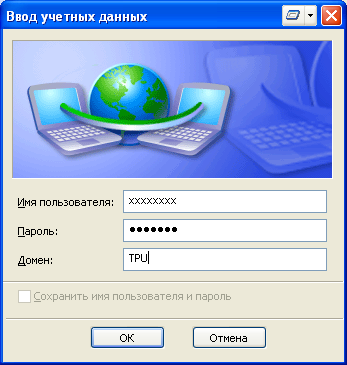 Ввод учетных данных
Имя пользователя: xxxxxxxx
Пароль: •••••••
Домен: TPU
Сохранить имя пользователя и пароль
OK Отмена